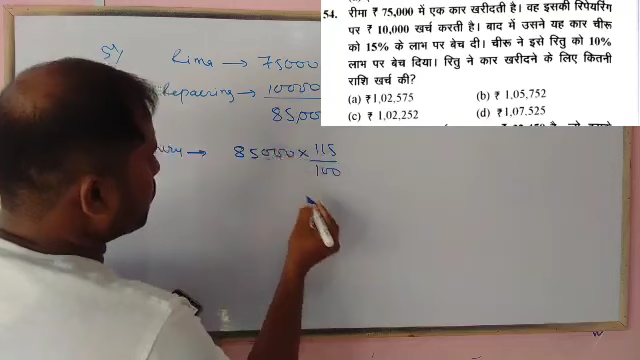 54. रीमा ₹ 75,000 में एक कार खरीदती है। वह इसकी रिपेयरिंग
पर ₹ 10,000 खर्च करती है। बाद में उसने यह कार चीरू
को 15% के लाभ पर बेच दी। चीरू ने इसे रितु को 10%
लाभ पर बेच दिया। रितु ने कार खरीदने के लिए कितनी
राशि खर्च की?
(a) ₹1,02,575 (b) ₹ 1,05,752
(c) ₹ 1,02,252 (d) ₹1,07.525
Rima → 75000
Repairing → 10000
85,00
85000 × 115
100